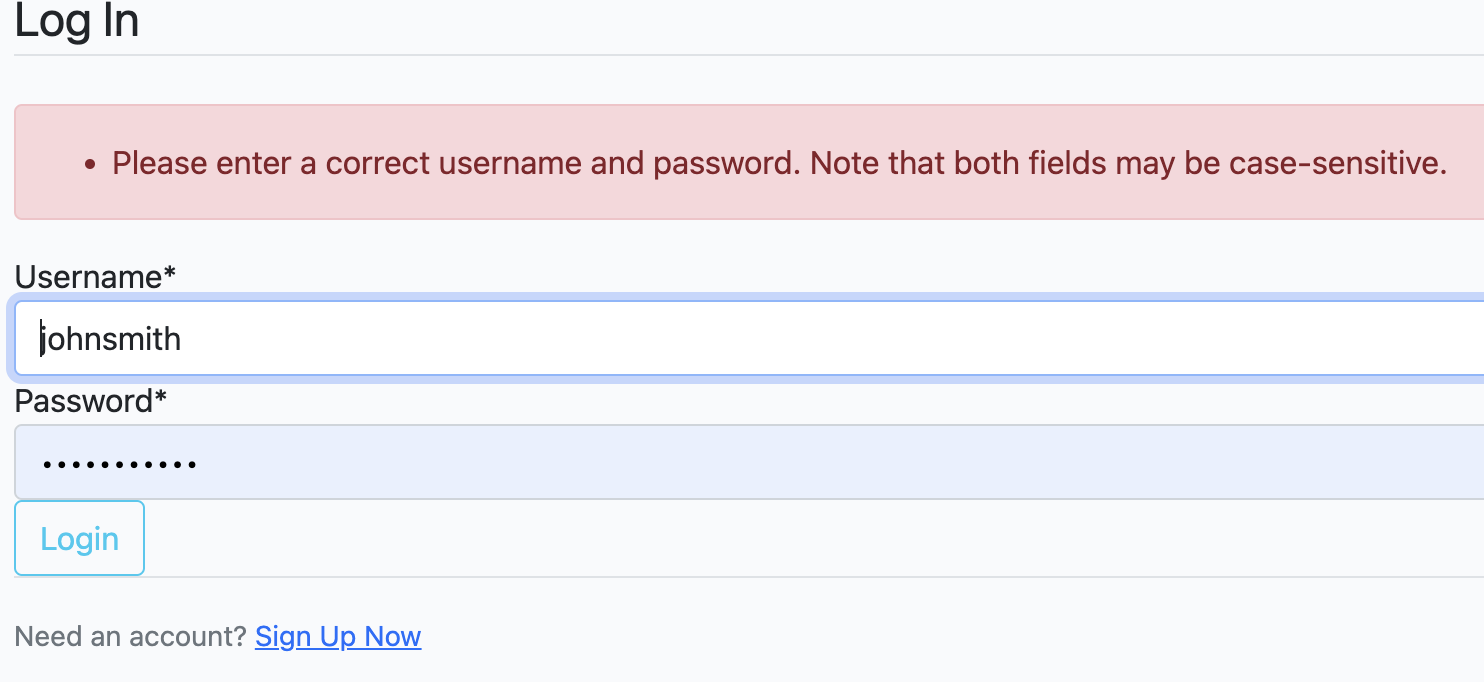 Log In
• Please enter a correct username and password. Note that both fields may be case-sensitive.
Username*
johnsmith
Password*
•••••••••••
Login
Need an account? Sign Up Now